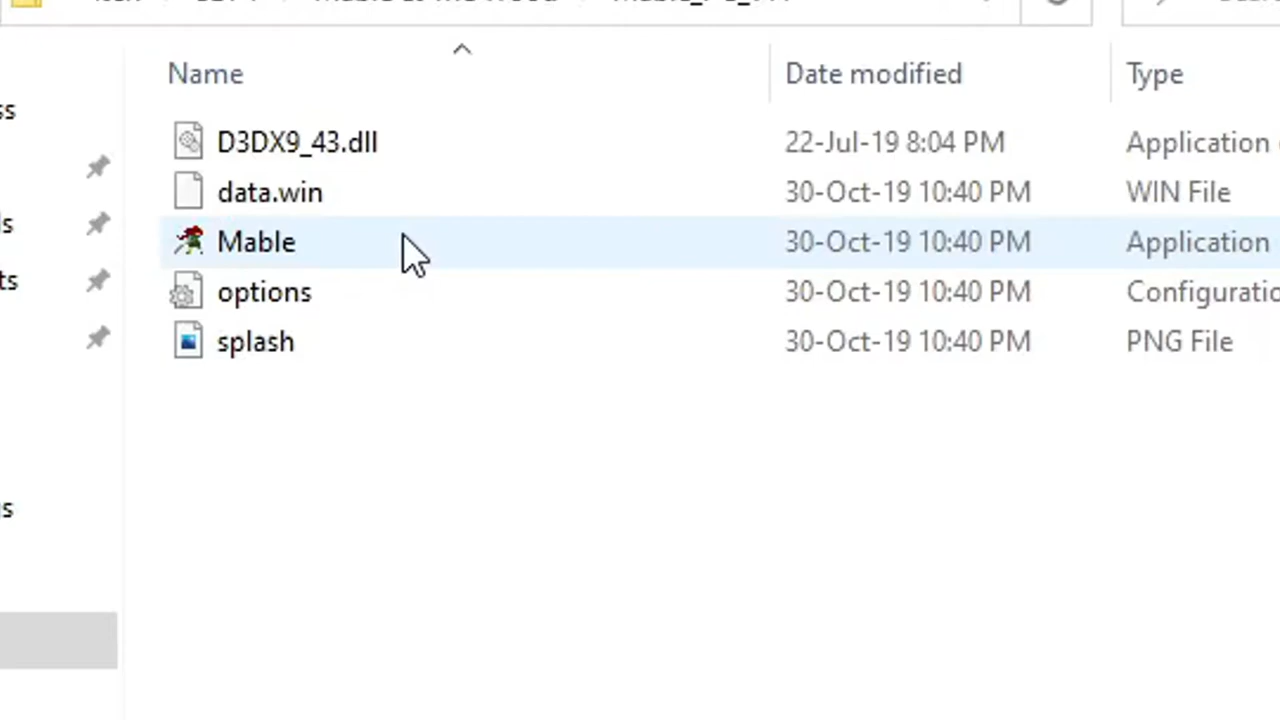 Name Date modified Type
D3DX9_43.dll 22-Jul-19 8:04 PM Application
data.win 30-Oct-19 10:40 PM WIN File
Mable 30-Oct-19 10:40 PM Application
options 30-Oct-19 10:40 PM Configuratio
splash 30-Oct-19 10:40 PM PNG File